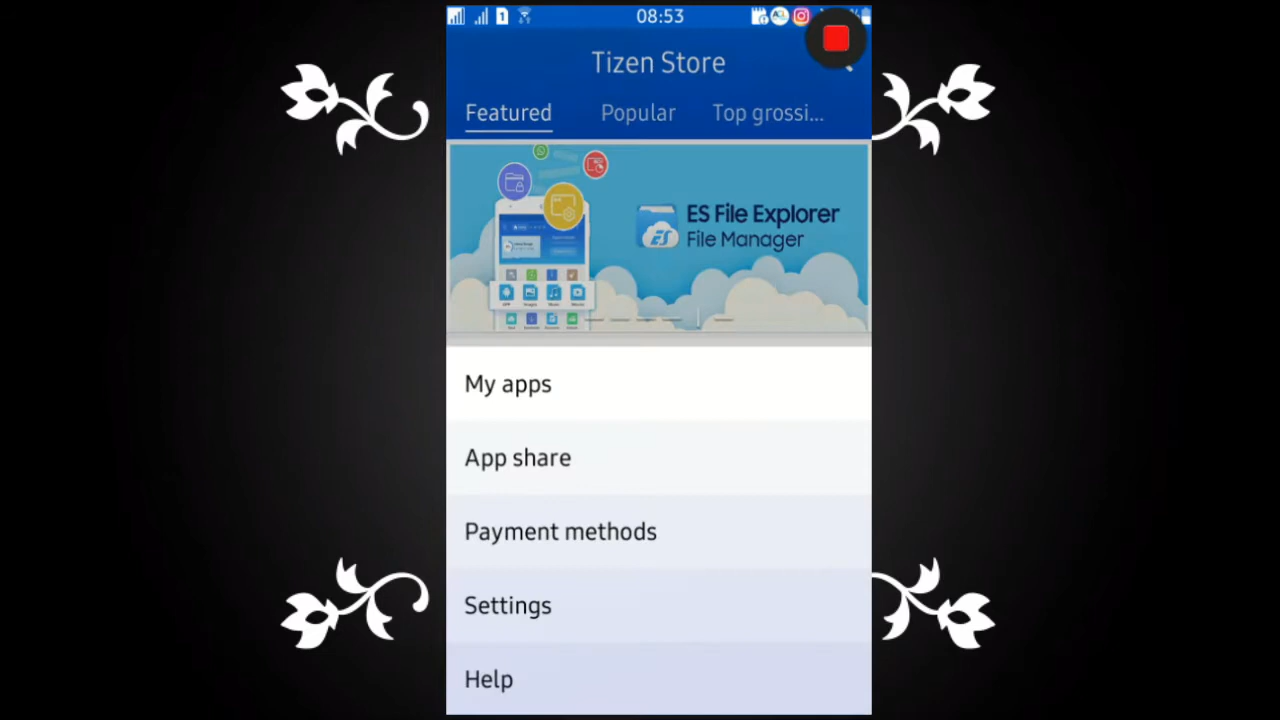 1
08:53
Tizen Store
Featured
Popular
Top grossi...
ES File Explorer
File Manager
My apps
App share
Payment methods
Settings
Help